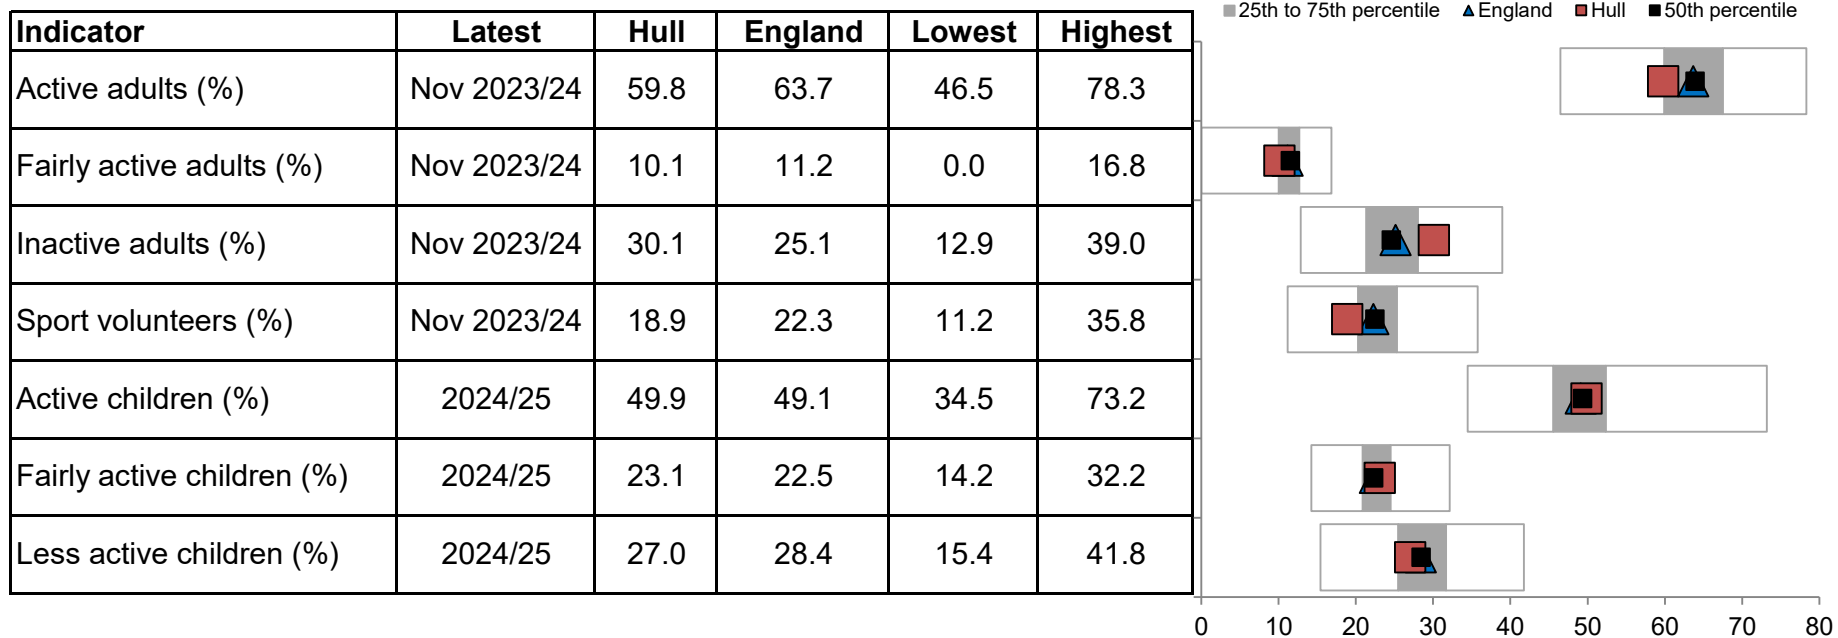 25th to 75th percentile England Hull 50th percentile
Indicator Latest Hull England Lowest Highest
Active adults (%) Nov 2023/24 59.8 63.7 46.5 78.3
Fairly active adults (%) Nov 2023/24 10.1 11.2 0.0 16.8
Inactive adults (%) Nov 2023/24 30.1 25.1 12.9 39.0
Sport volunteers (%) Nov 2023/24 18.9 22.3 11.2 35.8
Active children (%) 2024/25 49.9 49.1 34.5 73.2
Fairly active children (%) 2024/25 23.1 22.5 14.2 32.2
Less active children (%) 2024/25 27.0 28.4 15.4 41.8
0 10 20 30 40 50 60 70 80